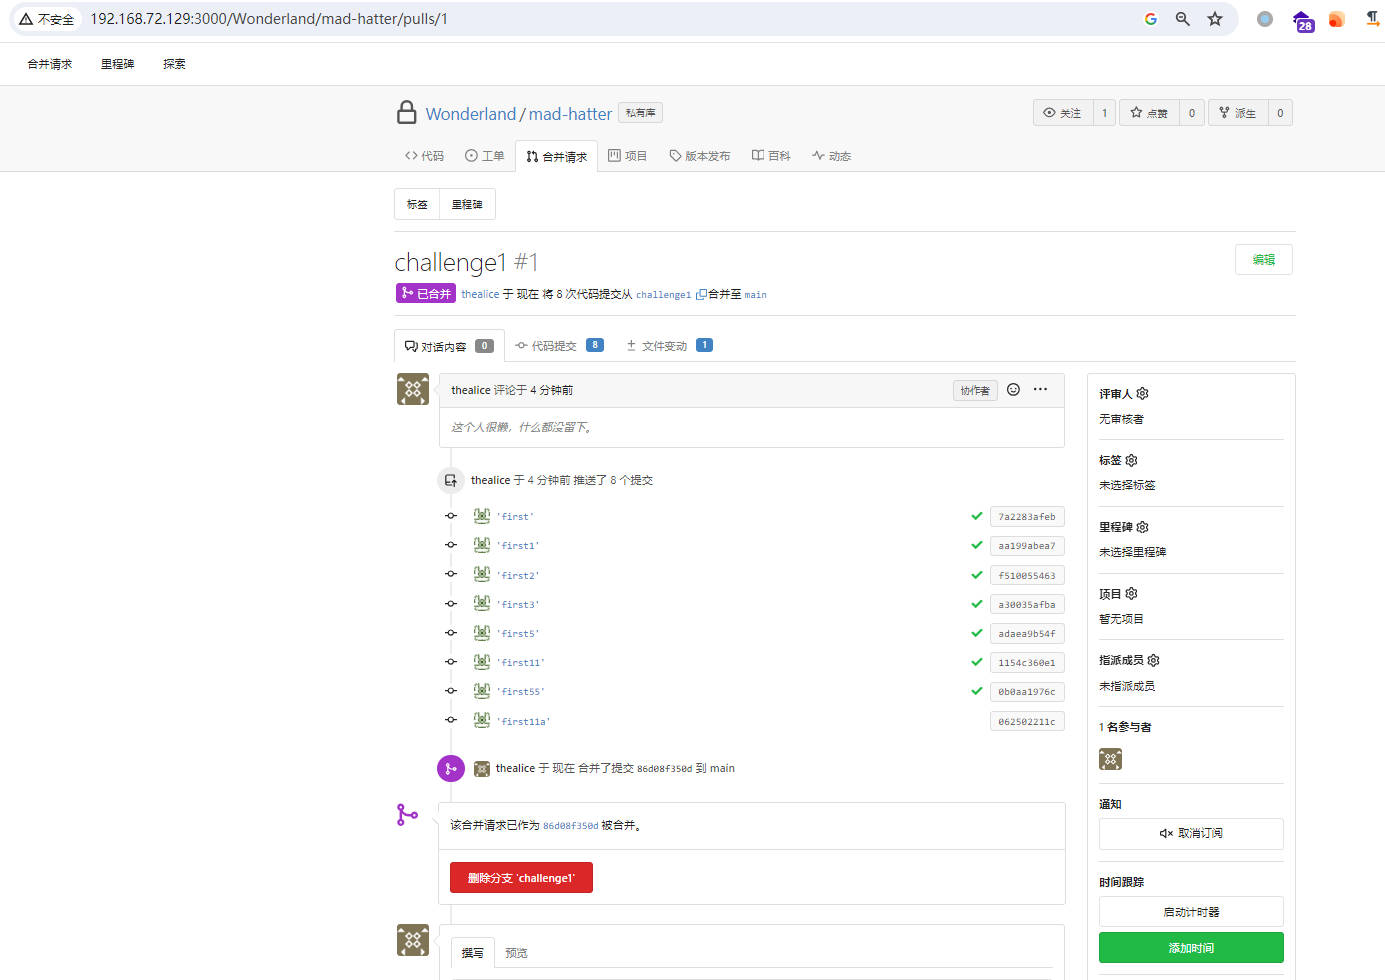 不安全 192.168.72.129:3000/Wonderland/mad-hatter/pulls/1 28
合并请求 里程碑 探索
Wonderland/mad-hatter 私有库 关注 1 点赞 0 派生 0
代码 工单 合并请求 项目 版本发布 百科 动态
标签 里程碑
challenge1 #1 编辑
已合并 thealice 于 现在 将 8 次代码提交从 challenge1 合并至 main
对话内容 0 代码提交 8 文件变动 1
thealice 评论于 4 分钟前 协作者
这个人很懒，什么都没留下。
thealice 于 4 分钟前 推送了 8 个提交
'first' 7a2283afeb
'first1' aa199abea7
'first2' f510055463
'first3' a30035afba
'first5' adaea9b54f
'first11' 1154c360e1
'first55' 0b0aa1976c
'first11a' 062502211c
thealice 于 现在 合并了提交 86d08f350d 到 main
该合并请求已作为 86d08f350d 被合并。
删除分支 'challenge1'
撰写 预览
评审人
无审核者
标签
未选择标签
里程碑
未选择里程碑
项目
暂无项目
指派成员
未指派成员
1 名参与者
通知
取消订阅
时间跟踪
启动计时器
添加时间